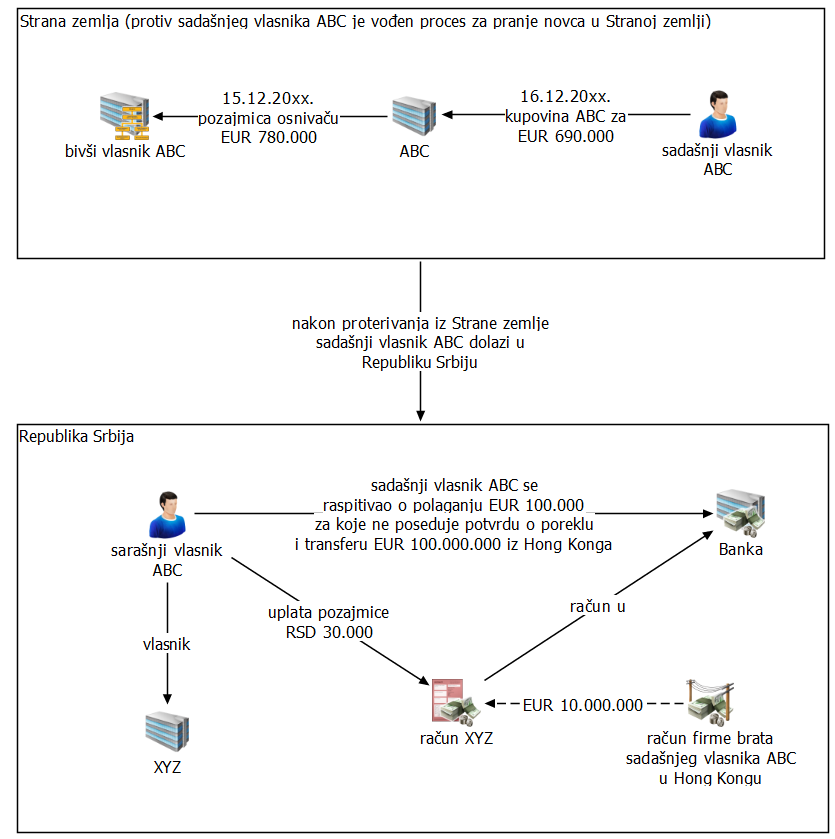 Strana zemlja (protiv sadašnjeg vlasnika ABC je vođen proces za pranje novca u Stranoj zemlji)
15.12.20xx.
pozajmica osnivaču
EUR 780.000
16.12.20xx.
kupovina ABC za
EUR 690.000
bivši vlasnik ABC
ABC
sadašnji vlasnik
ABC
nakon proterivanja iz Strane zemlje
sadašnji vlasnik ABC dolazi u
Republiku Srbiju
Republika Srbija
sadašnji vlasnik ABC se
raspitivao o polaganju EUR 100.000
za koje ne poseduje potvrdu o poreklu
i transferu EUR 100.000.000 iz Hong Konga
sarašnji vlasnik
ABC
Banka
uplata pozajmice
RSD 30.000
račun u
vlasnik
EUR 10.000.000
XYZ
račun XYZ
račun firme brata
sadašnjeg vlasnika ABC
u Hong Kongu